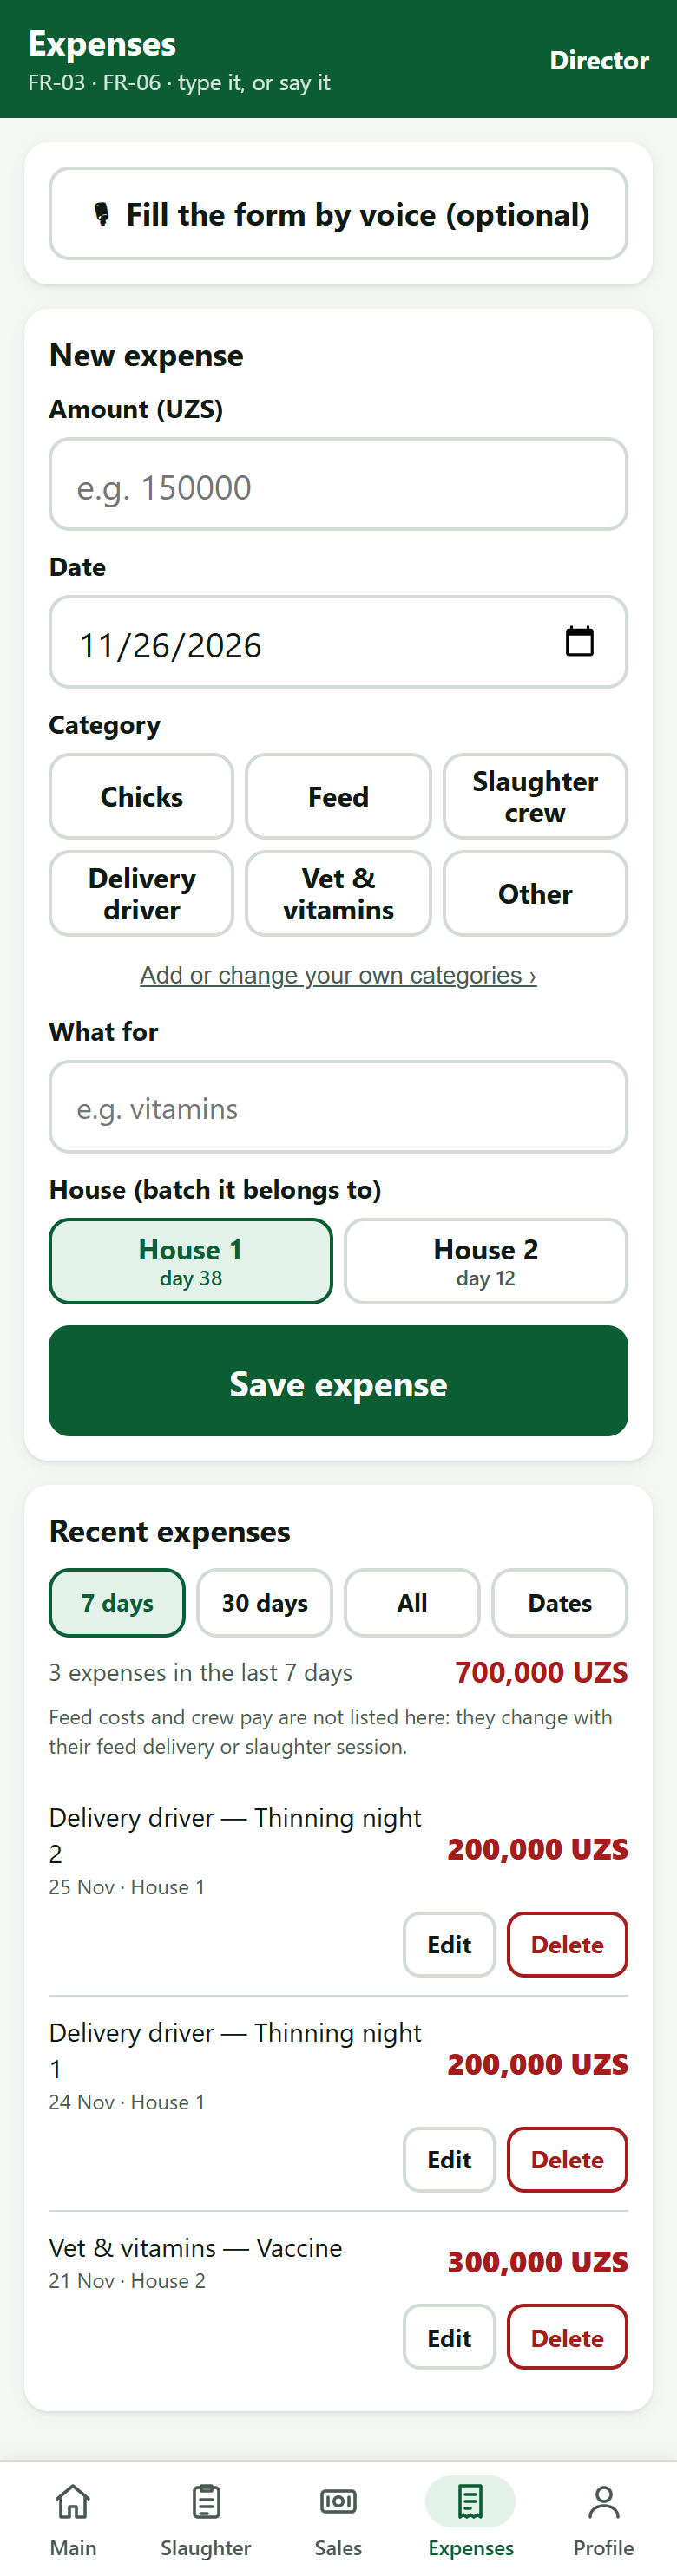 Expenses
FR-03 · FR-06 · type it, or say it
Director
Fill the form by voice (optional)
New expense
Amount (UZS)
e.g. 150000
Date
11/26/2026
Category
Chicks
Feed
Slaughter
crew
Delivery
driver
Vet &
vitamins
Other
Add or change your own categories ›
What for
e.g. vitamins
House (batch it belongs to)
House 1
day 38
House 2
day 12
Save expense
Recent expenses
7 days
30 days
All
Dates
3 expenses in the last 7 days
700,000 UZS
Feed costs and crew pay are not listed here: they change with
their feed delivery or slaughter session.
Delivery driver — Thinning night
2
200,000 UZS
25 Nov · House 1
Edit
Delete
Delivery driver — Thinning night
1
200,000 UZS
24 Nov · House 1
Edit
Delete
Vet & vitamins — Vaccine
300,000 UZS
21 Nov · House 2
Edit
Delete
Main
Slaughter
Sales
Expenses
Profile